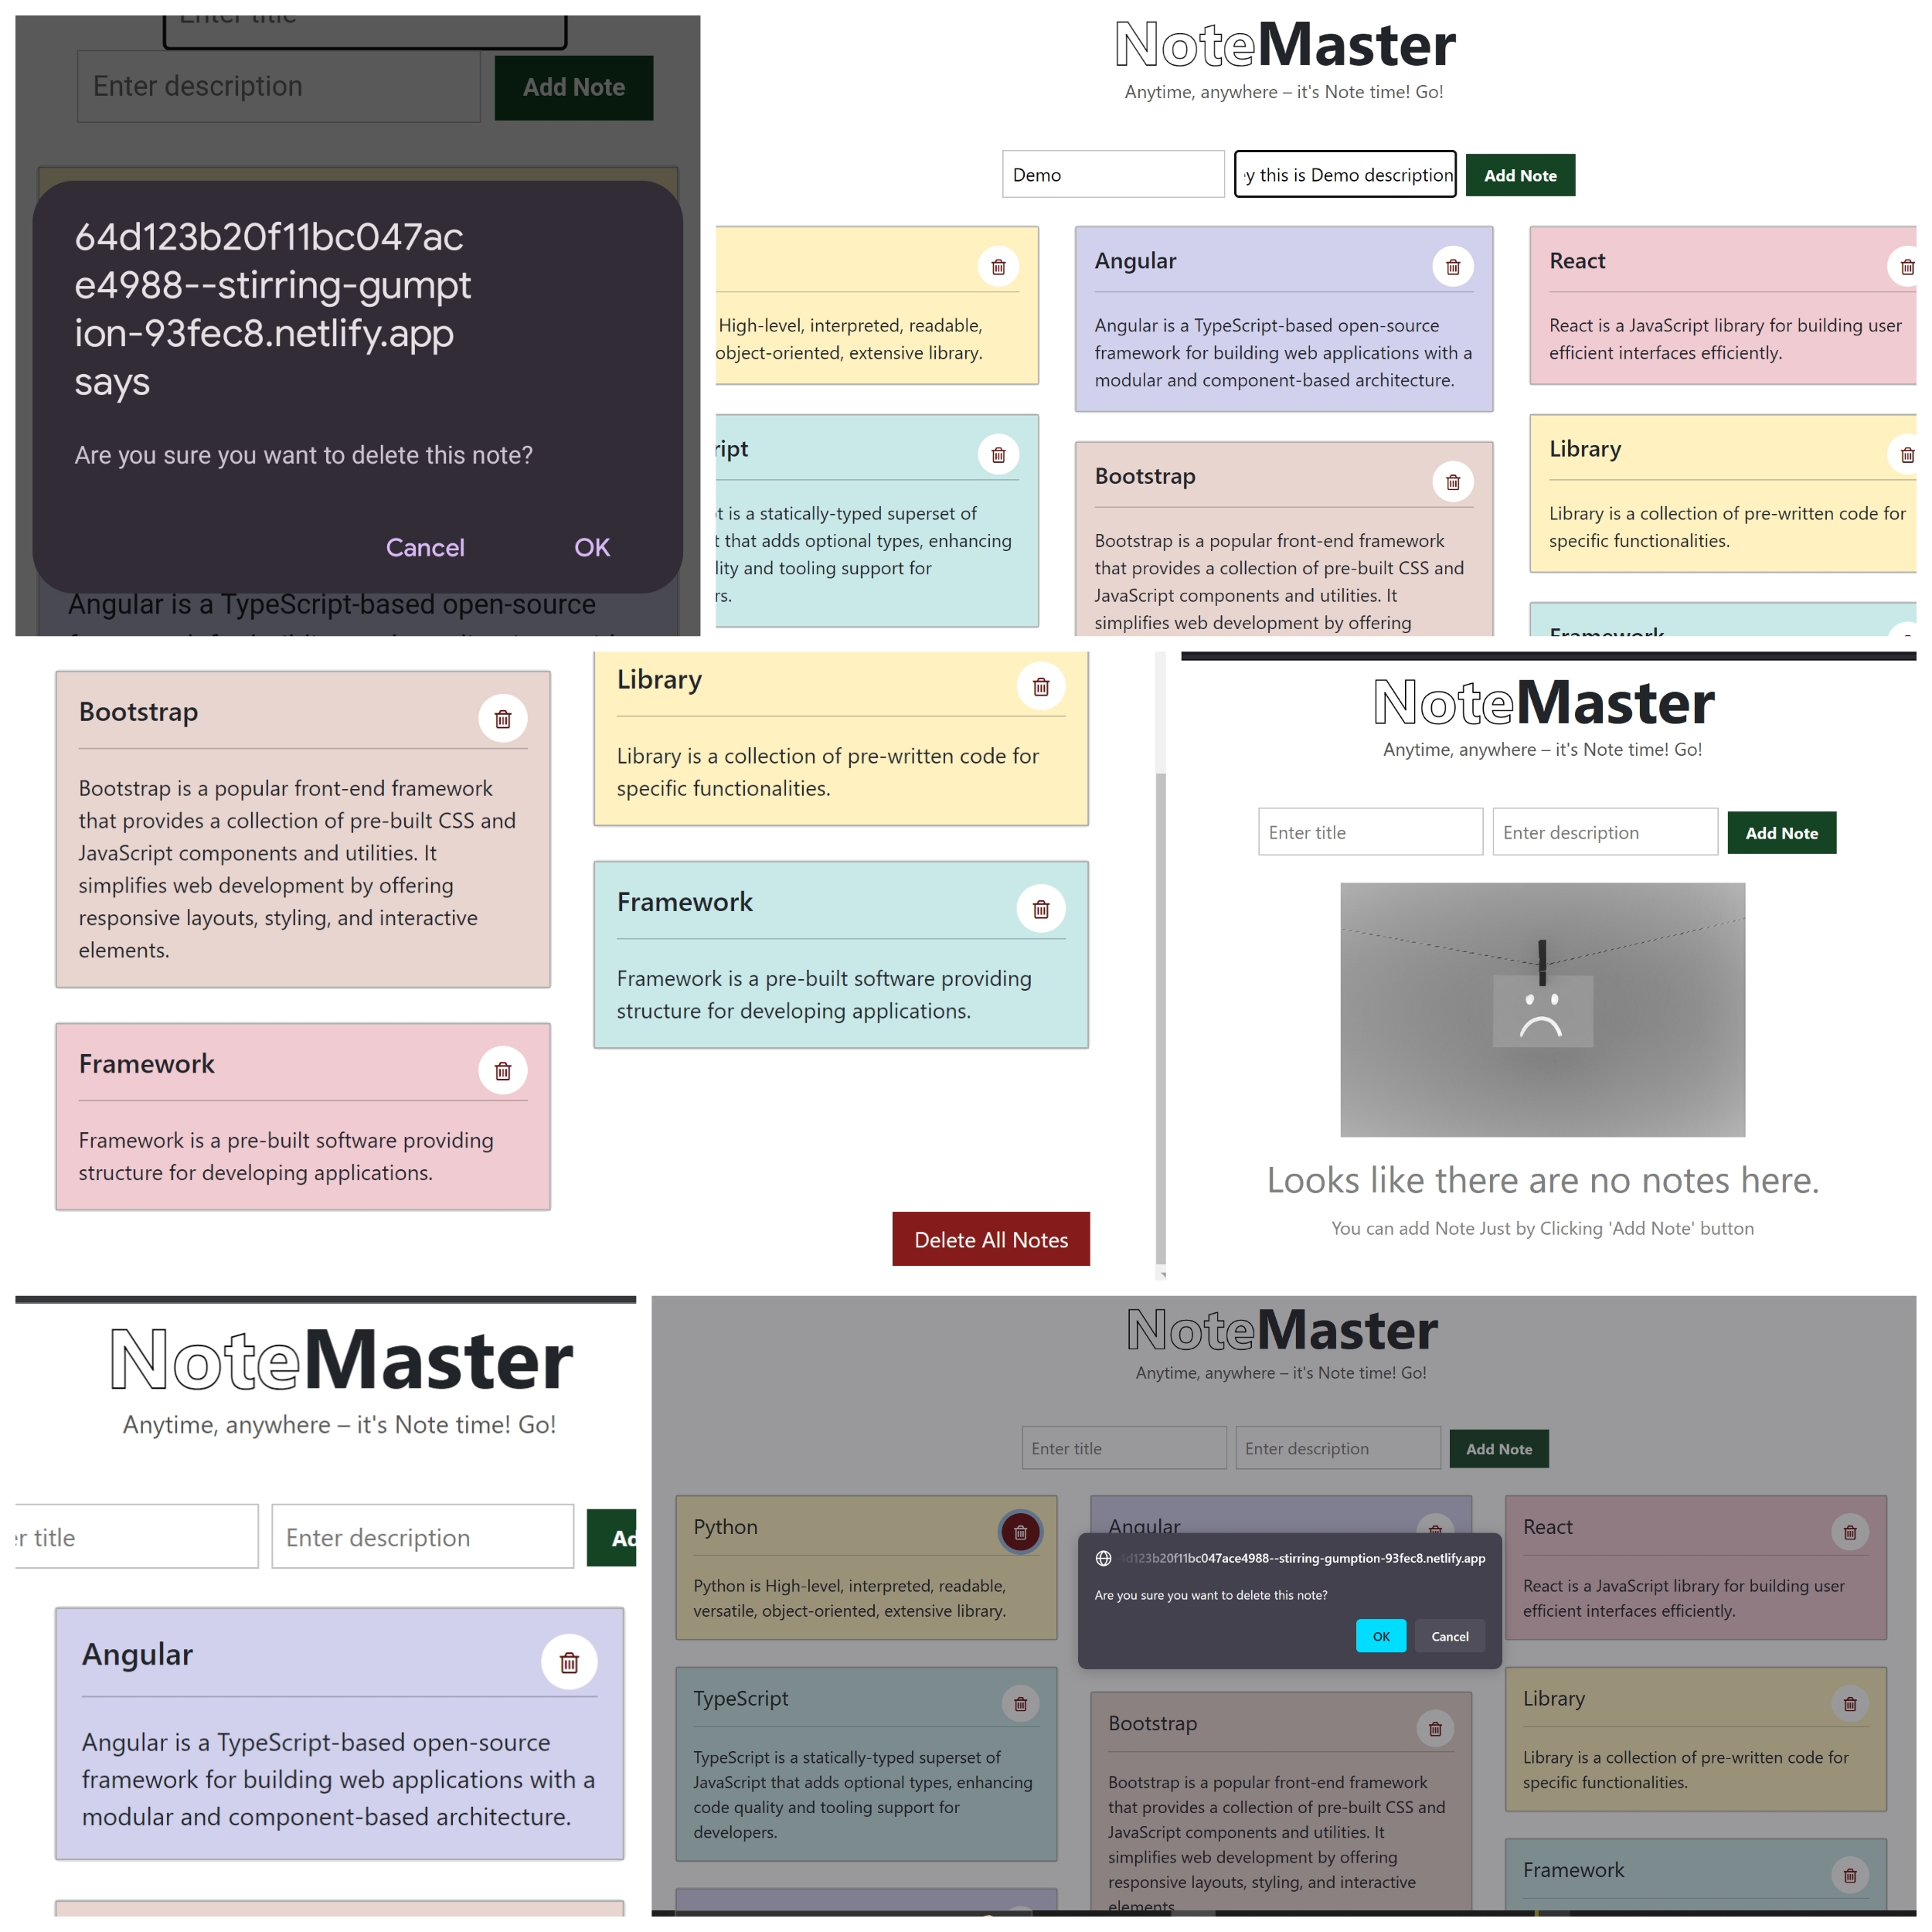 Enter title
Enter description
Add Note
64d123b20f11bc047ac
e4988--stirring-gumpt
ion-93fec8.netlify.app
says
Are you sure you want to delete this note?
Cancel
OK
Angular is a TypeScript-based open-source
NoteMaster
Anytime, anywhere – it's Note time! Go!
Demo
y this is Demo description
Add Note
High-level, interpreted, readable,
object-oriented, extensive library.
ript
t is a statically-typed superset of
t that adds optional types, enhancing
lity and tooling support for
rs.
Angular
Angular is a TypeScript-based open-source
framework for building web applications with a
modular and component-based architecture.
Bootstrap
Bootstrap is a popular front-end framework
that provides a collection of pre-built CSS and
JavaScript components and utilities. It
simplifies web development by offering
React
React is a JavaScript library for building user
efficient interfaces efficiently.
Library
Library is a collection of pre-written code for
specific functionalities.
Framework
Bootstrap
Bootstrap is a popular front-end framework
that provides a collection of pre-built CSS and
JavaScript components and utilities. It
simplifies web development by offering
responsive layouts, styling, and interactive
elements.
Framework
Framework is a pre-built software providing
structure for developing applications.
Library
Library is a collection of pre-written code for
specific functionalities.
Framework
Framework is a pre-built software providing
structure for developing applications.
Delete All Notes
NoteMaster
Anytime, anywhere – it's Note time! Go!
Enter title
Enter description
Add Note
Looks like there are no notes here.
You can add Note Just by Clicking 'Add Note' button
NoteMaster
Anytime, anywhere – it's Note time! Go!
r title
Enter description
Ad
Angular
Angular is a TypeScript-based open-source
framework for building web applications with a
modular and component-based architecture.
NoteMaster
Anytime, anywhere – it's Note time! Go!
Enter title
Enter description
Add Note
Python
Python is High-level, interpreted, readable,
versatile, object-oriented, extensive library.
TypeScript
TypeScript is a statically-typed superset of
JavaScript that adds optional types, enhancing
code quality and tooling support for
developers.
Angular
d123b20f11bc047ace4988--stirring-gumption-93fec8.netlify.app
Are you sure you want to delete this note?
OK
Cancel
Bootstrap
Bootstrap is a popular front-end framework
that provides a collection of pre-built CSS and
JavaScript components and utilities. It
simplifies web development by offering
responsive layouts, styling, and interactive
elements
React
React is a JavaScript library for building user
efficient interfaces efficiently.
Library
Library is a collection of pre-written code for
specific functionalities.
Framework